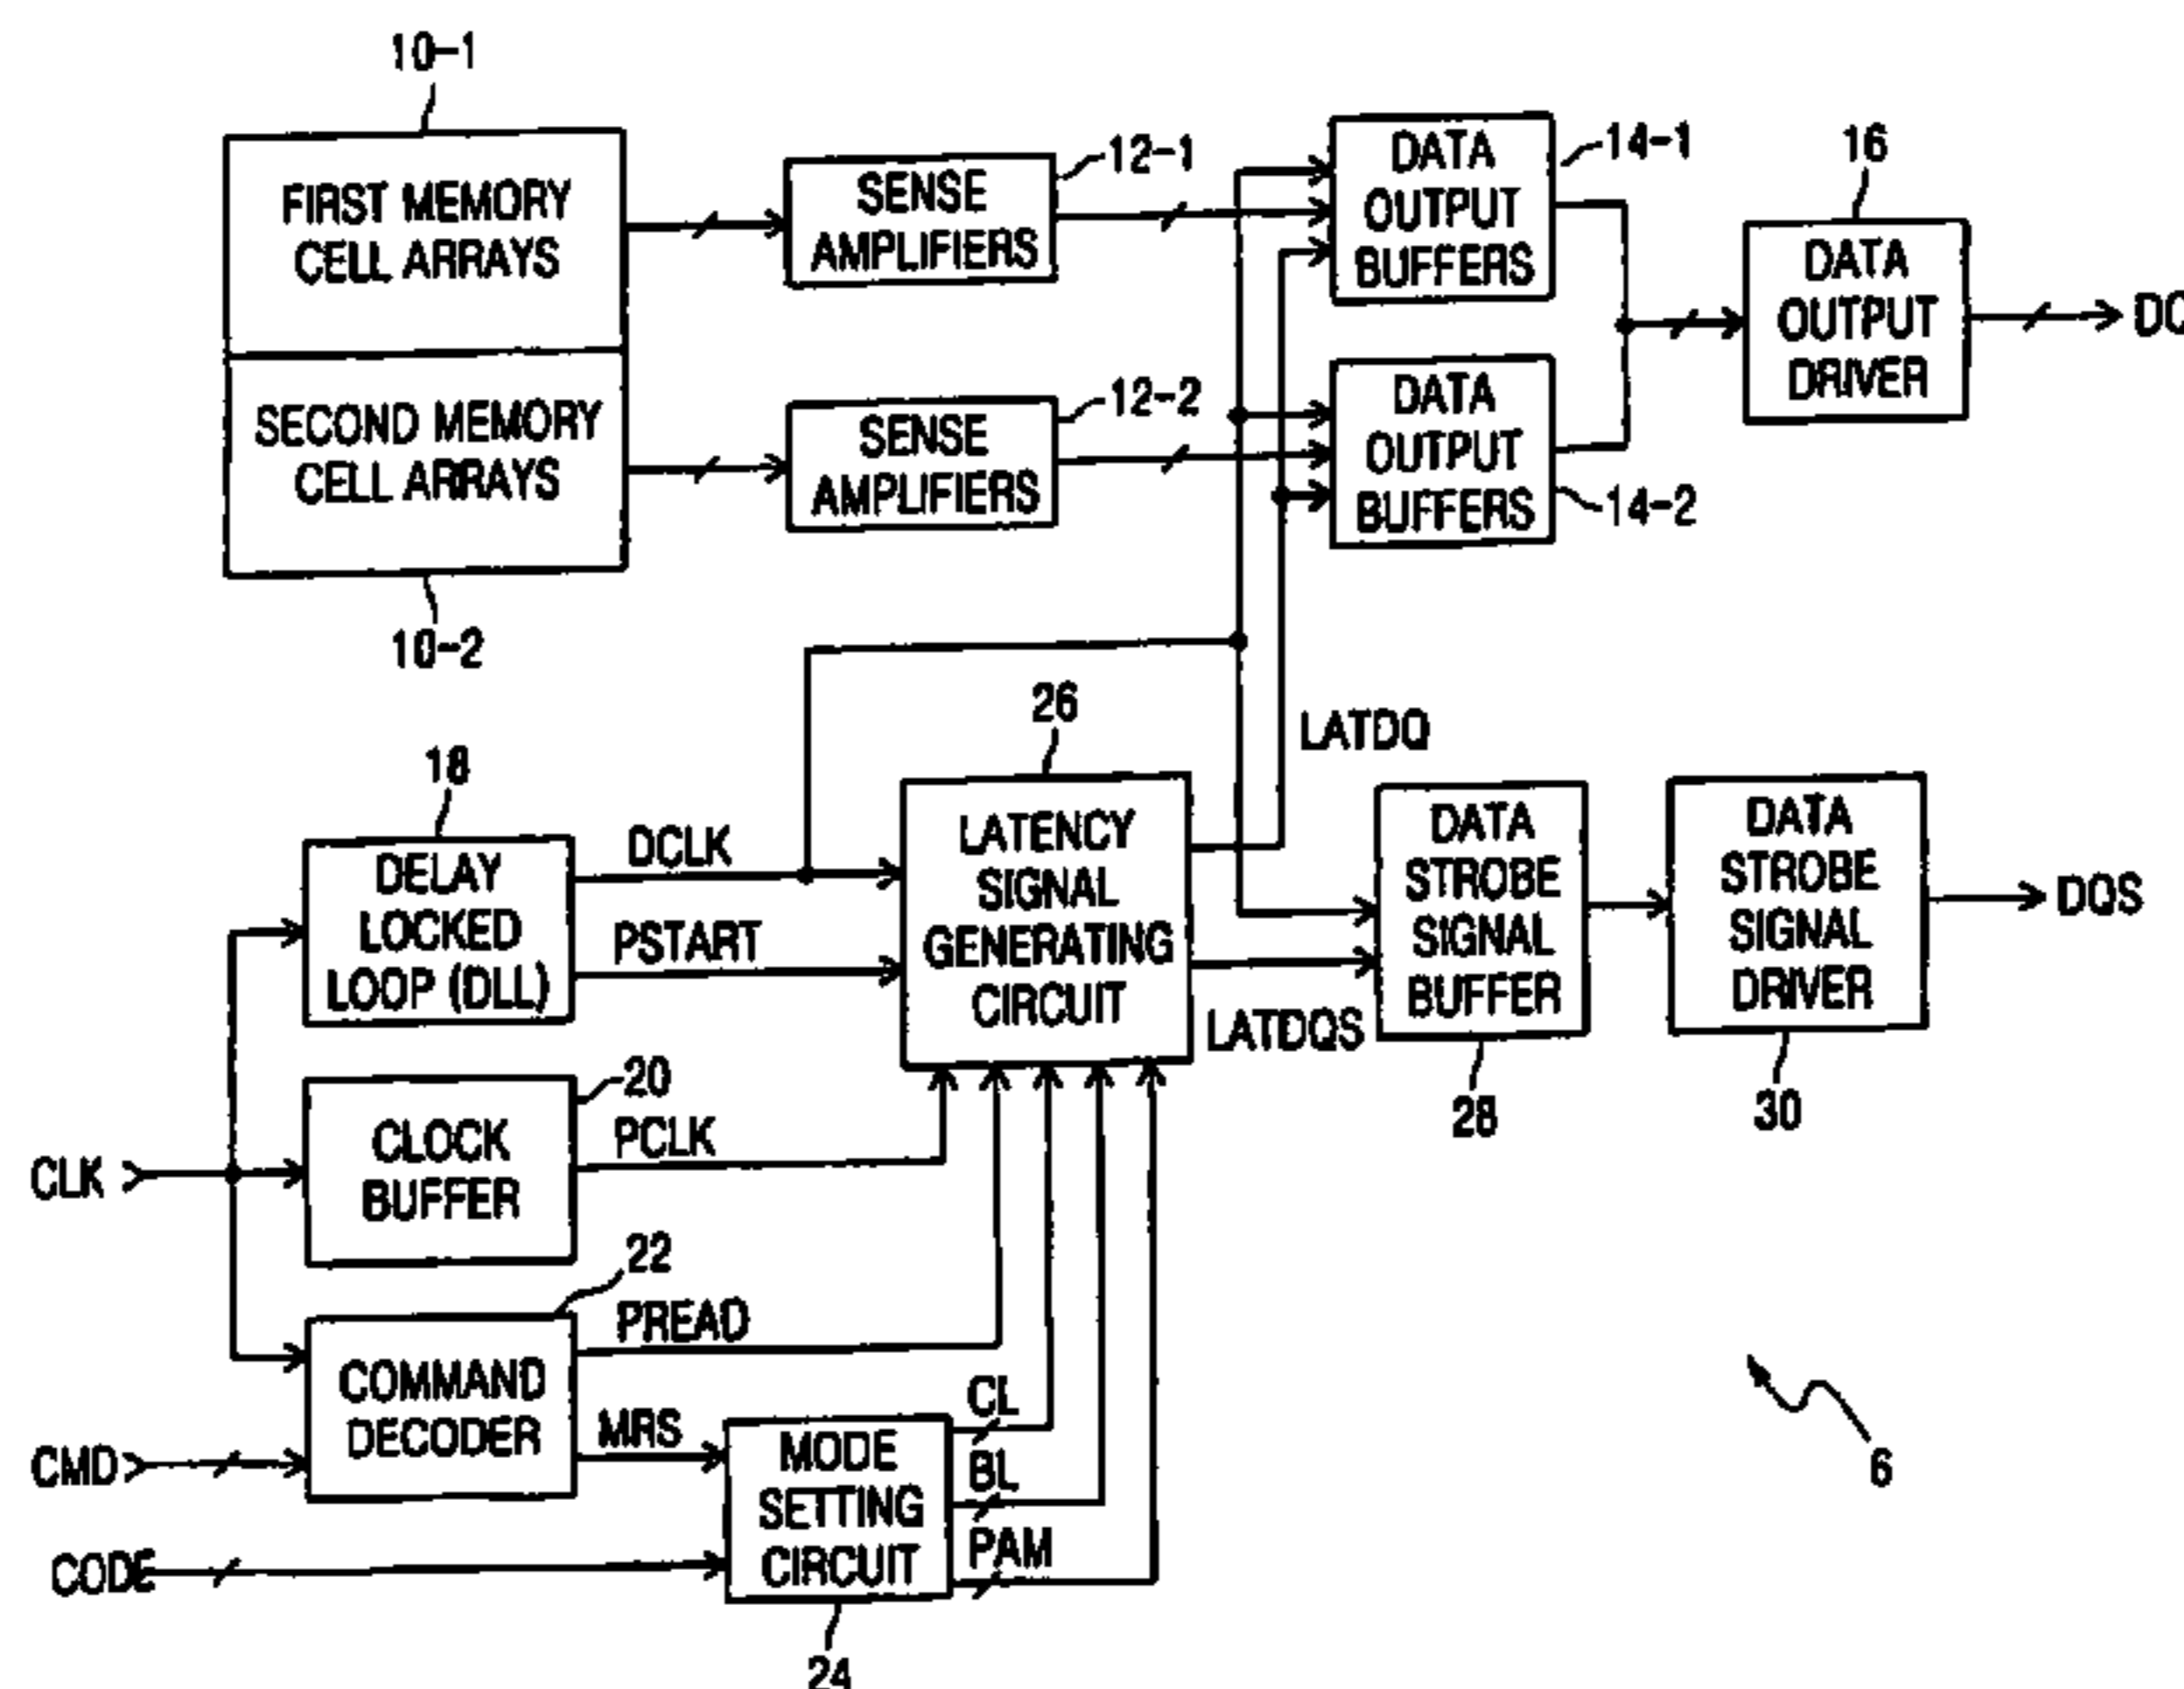 10-1
FIRST MEMORY
CELL ARRAYS
SECOND MEMORY
CELL ARRAYS
10-2
12-1
SENSE
AMPLIFIERS
12-2
SENSE
AMPLIFIERS
14-1
DATA
OUTPUT
BUFFERS
DATA
OUTPUT
BUFFERS
14-2
16
DATA
OUTPUT
DRIVER
DQ
18
DELAY
LOCKED
LOOP (DLL)
DCLK
PSTART
26
LATENCY
SIGNAL
GENERATING
CIRCUIT
LATDQ
LATDQS
DATA
STROBE
SIGNAL
BUFFER
28
DATA
STROBE
SIGNAL
DRIVER
30
DQS
CLK
20
CLOCK
BUFFER
PCLK
22
COMMAND
DECODER
PREAD
MRS
CMD
CODE
MODE
SETTING
CIRCUIT
24
CL
BL
PAM
6